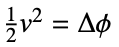 ½v² = Δϕ